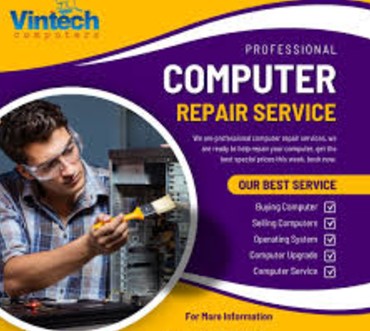 Vintech
computers
PROFESSIONAL
COMPUTER
REPAIR SERVICE
We are professional computer repair services, we
are ready to help repair your computer, get the
best special prices this week, book now.
OUR BEST SERVICE
Buying Computer
Selling Computers
Operating System
Computer Upgrade
Computer Service
For More Information